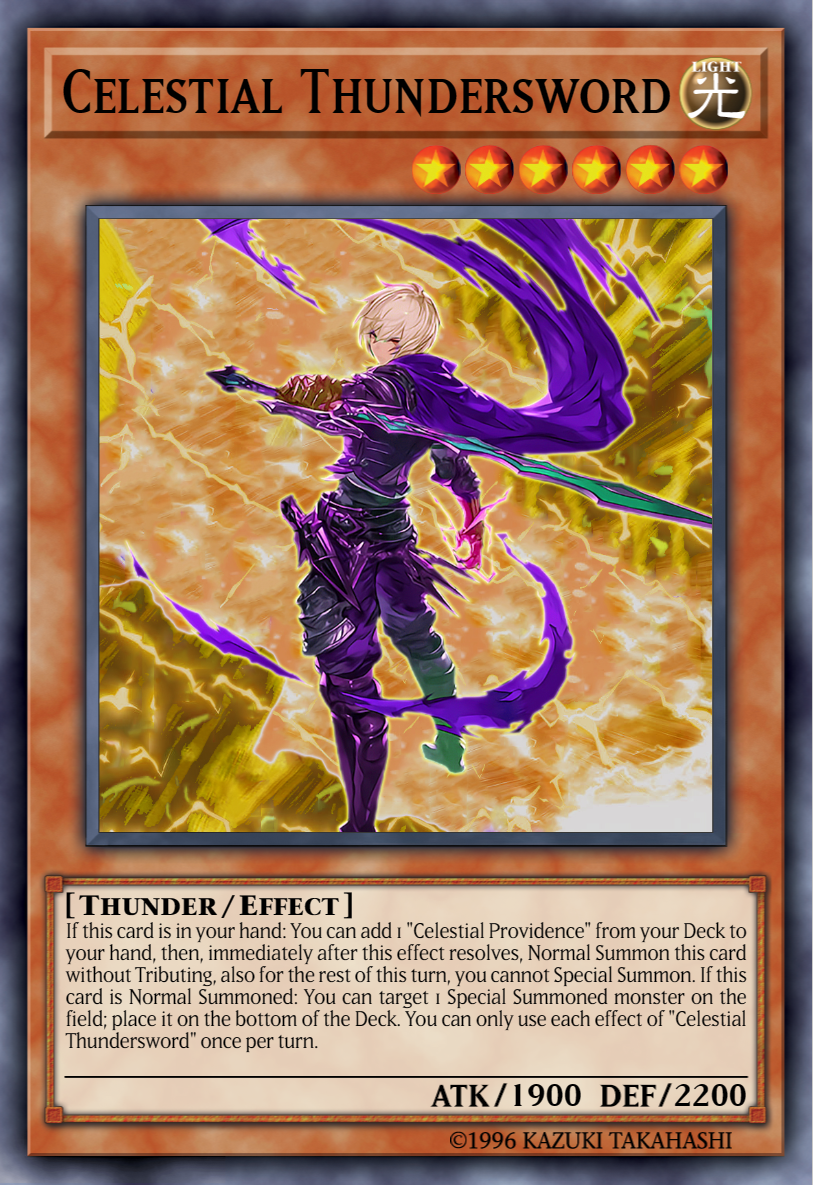 Celestial Thundersword
LIGHT
光
[Thunder/Effect]
If this card is in your hand: You can add 1 "Celestial Providence" from your Deck to
your hand, then, immediately after this effect resolves, Normal Summon this card
without Tributing, also for the rest of this turn, you cannot Special Summon. If this
card is Normal Summoned: You can target 1 Special Summoned monster on the
field; place it on the bottom of the Deck. You can only use each effect of "Celestial
Thundersword" once per turn.
ATK/1900 DEF/2200
©1996 KAZUKI TAKAHASHI